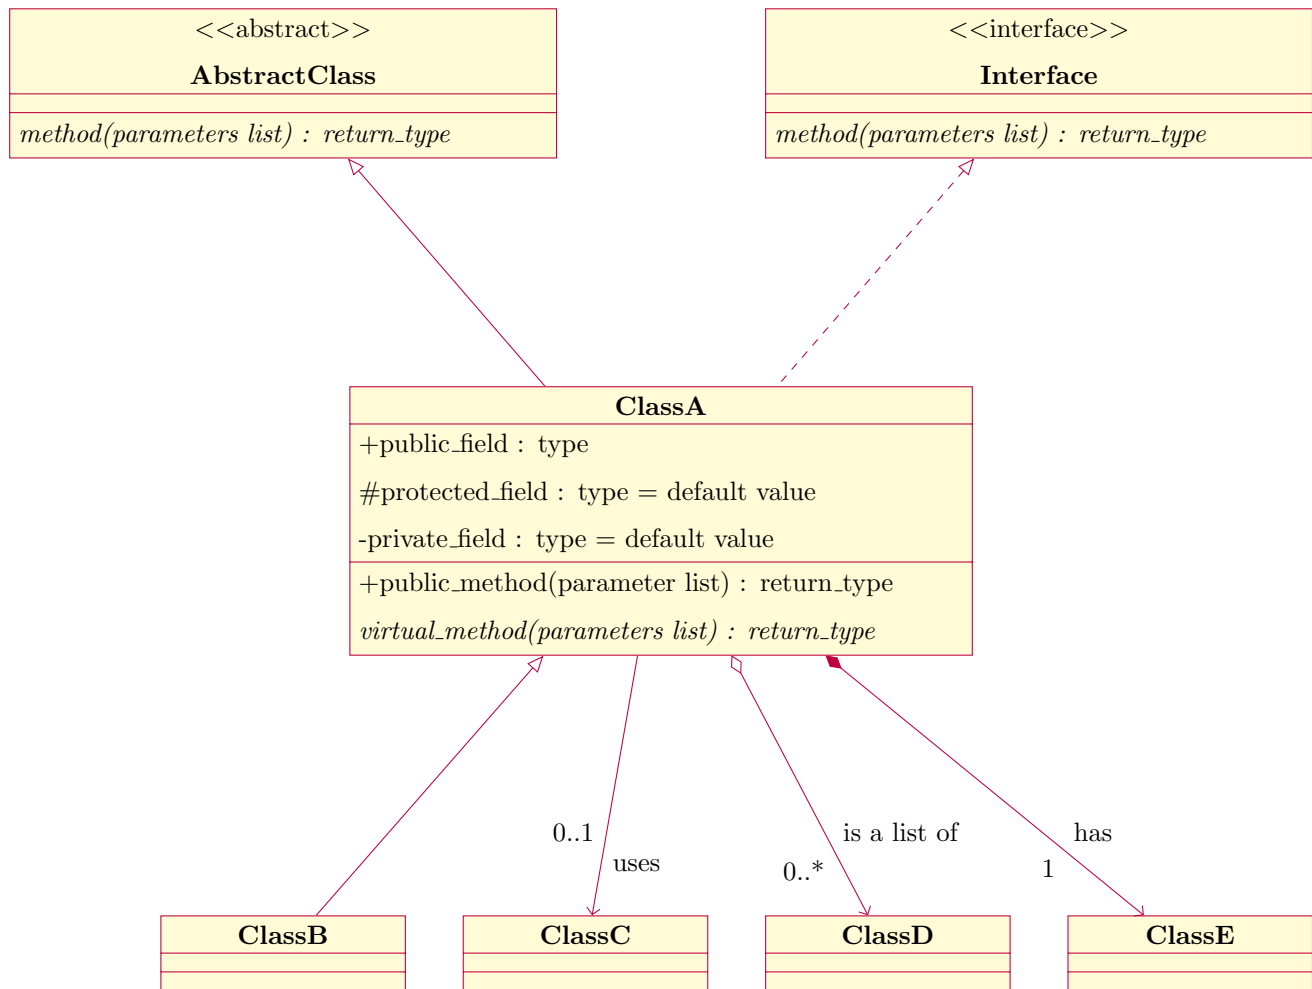 <<abstract>>
AbstractClass
method(parameters list) : return_type
<<interface>>
Interface
method(parameters list) : return_type
ClassA
+public_field : type
#protected_field : type = default value
-private_field : type = default value
+public_method(parameter list) : return_type
virtual_method(parameters list) : return_type
0..1
uses
is a list of
0..*
has
1
ClassB
ClassC
ClassD
ClassE